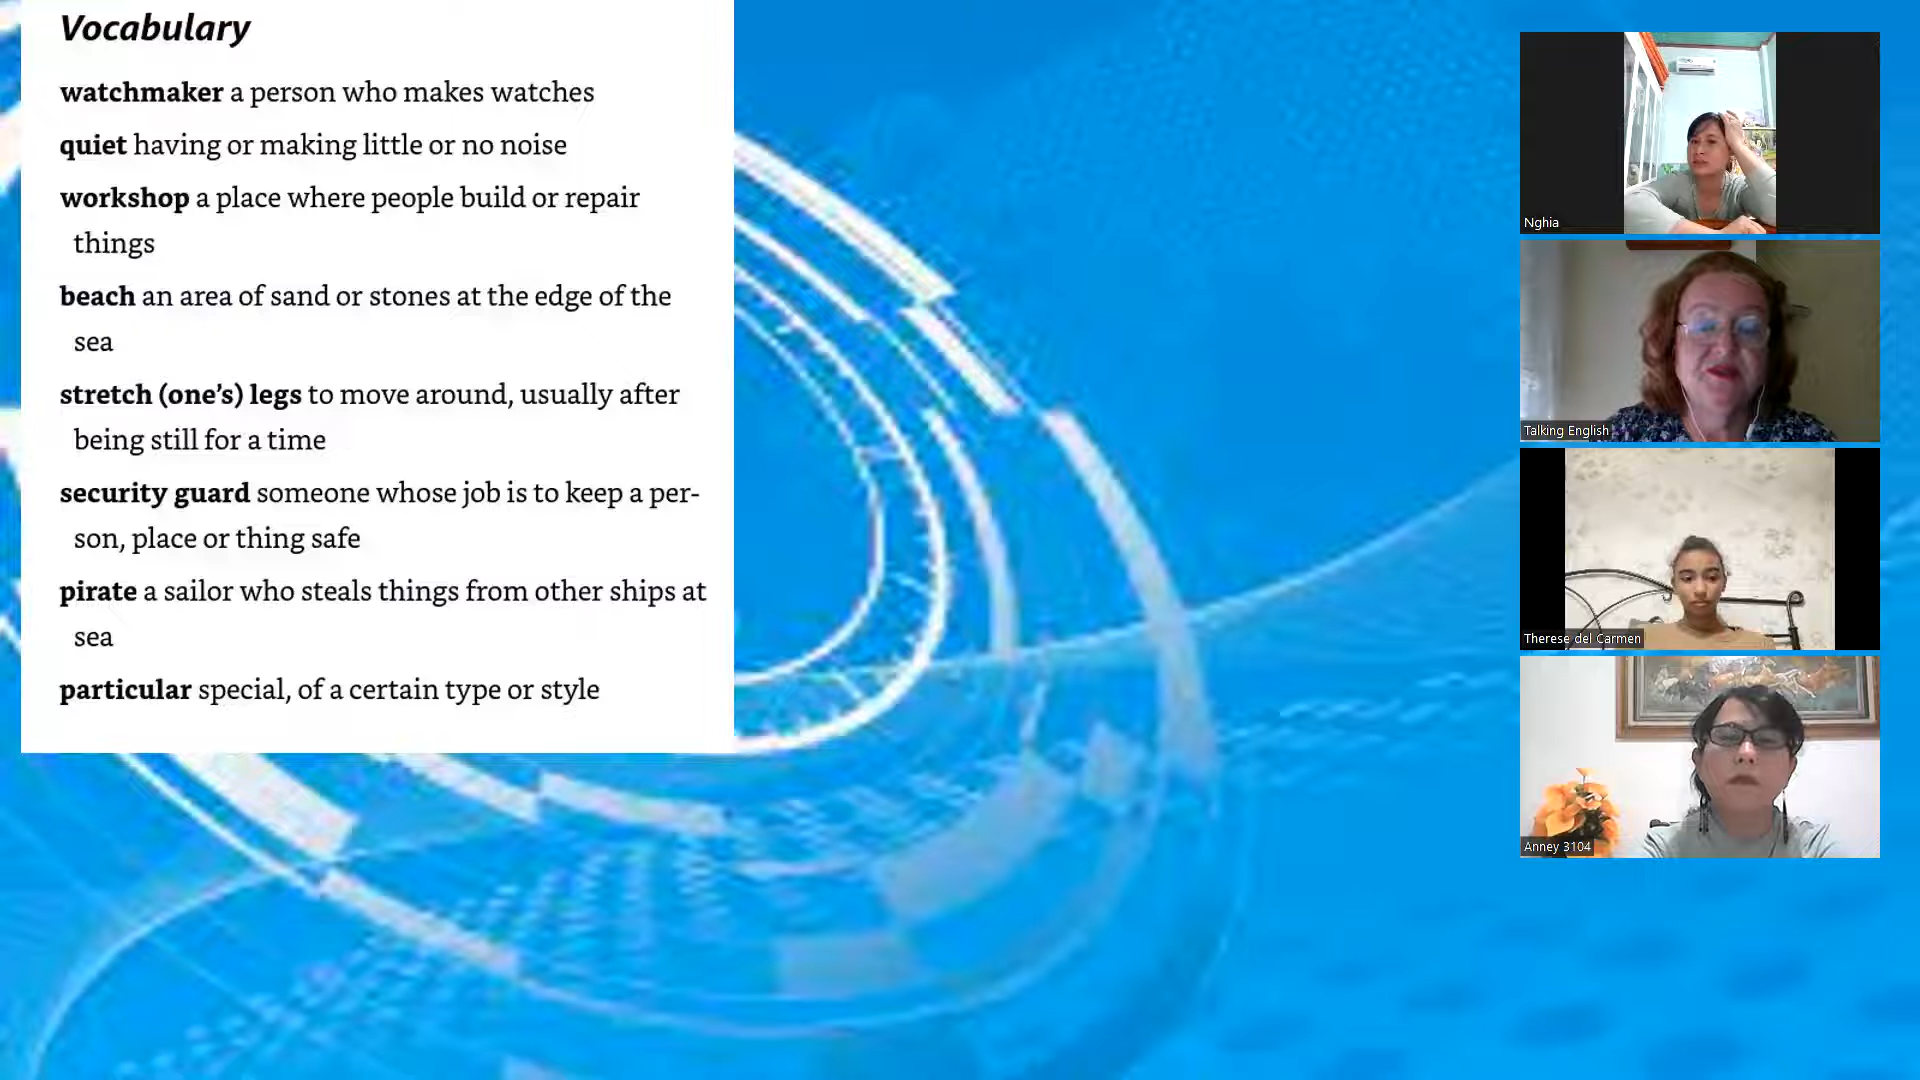 Vocabulary
watchmaker a person who makes watches
quiet having or making little or no noise
workshop a place where people build or repair
things
beach an area of sand or stones at the edge of the
sea
stretch (one’s) legs to move around, usually after
being still for a time
security guard someone whose job is to keep a per-
son, place or thing safe
pirate a sailor who steals things from other ships at
sea
particular special, of a certain type or style
Nghia
Talking English
Therese del Carmen
Anney 3104